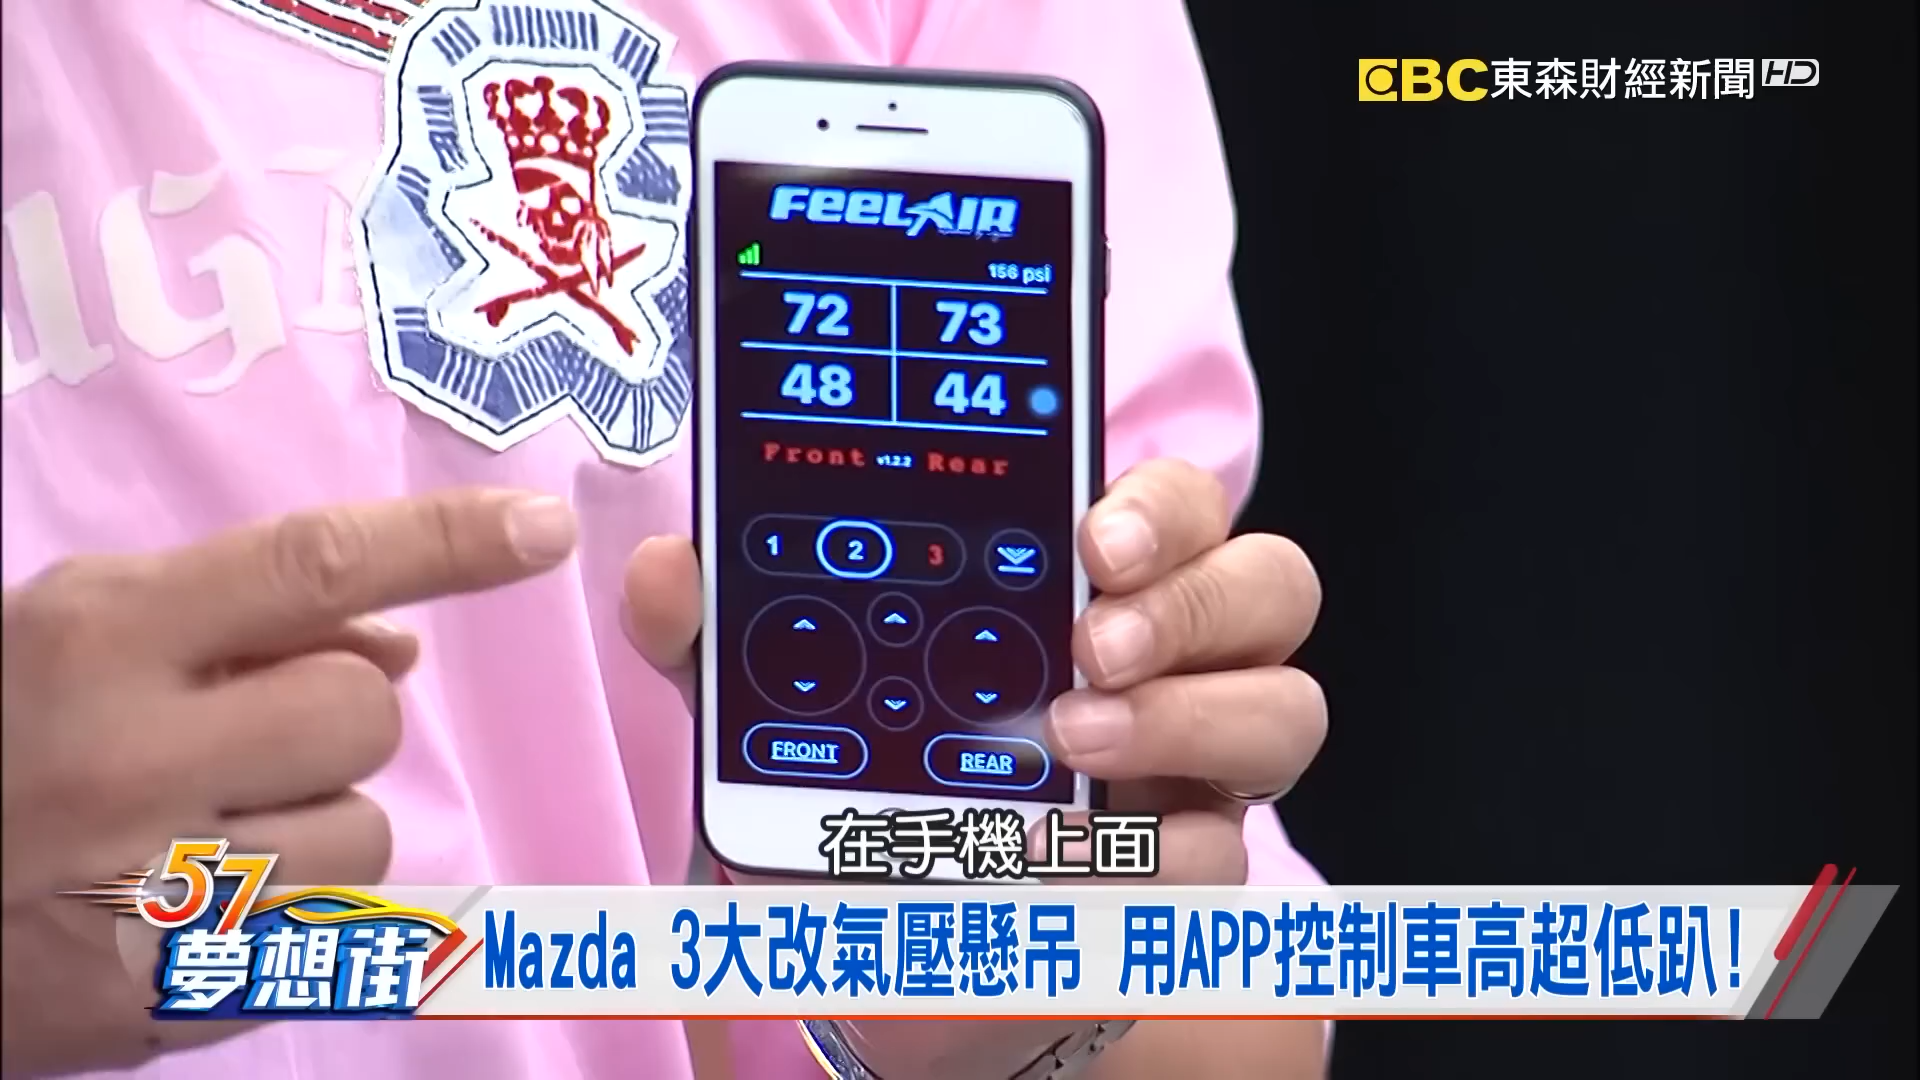 EBC東森財經新聞HD
FEELAIR
156 psi
72 73
48 44
Front v1.2.2 Rear
1 2 3
FRONT REAR
在手機上面
57夢想街
Mazda 3大改氣壓懸吊 用APP控制車高超低趴!